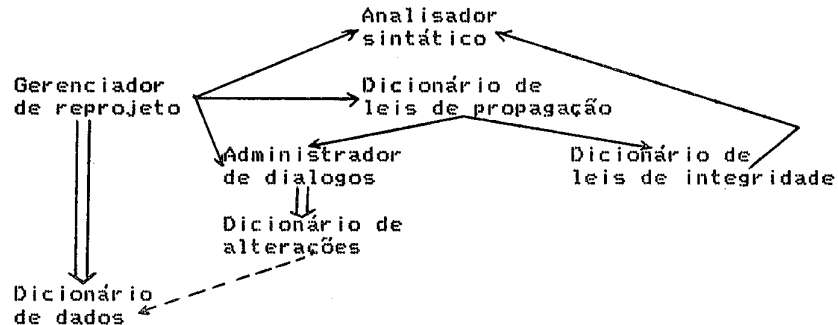 Analisador
sintático
Gerenciador
de reprojeto
Dicionário de
leis de propagação
Administrador
de dialogos
Dicionário de
leis de integridade
Dicionário de
alterações
Dicionário
de dados